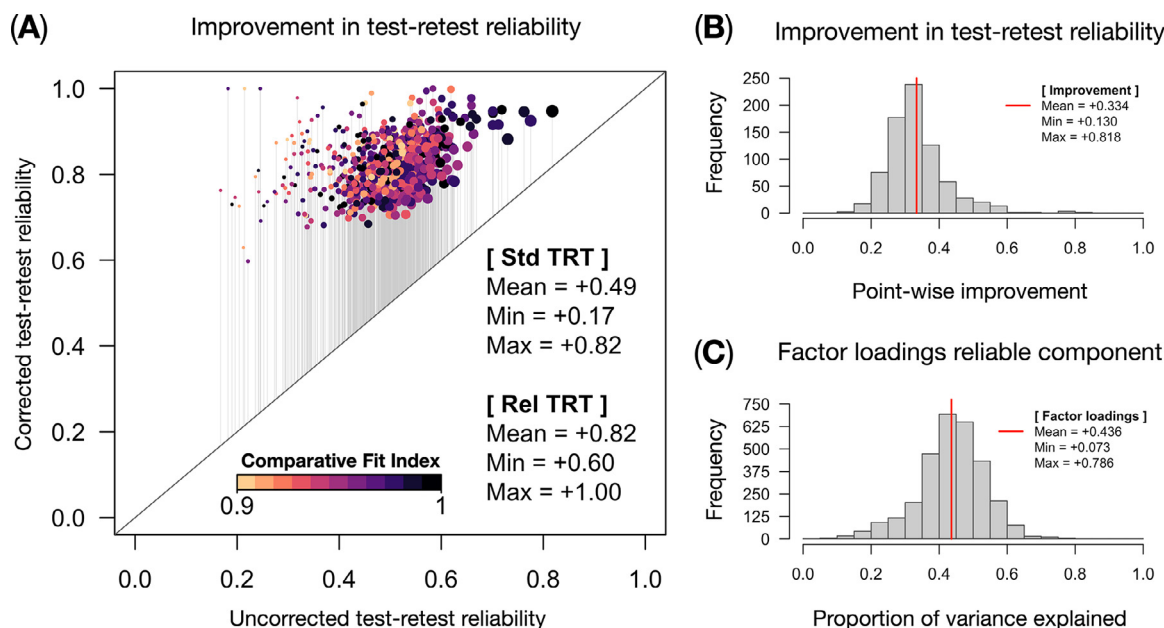 (A)
Improvement in test-retest reliability
Corrected test-retest reliability
1.0
0.8
0.6
0.4
0.2
0.0
[ Std TRT ]
Mean = +0.49
Min = +0.17
Max = +0.82
[ Rel TRT ]
Mean = +0.82
Min = +0.60
Max = +1.00
Comparative Fit Index
0.9 1
0.0 0.2 0.4 0.6 0.8 1.0
Uncorrected test-retest reliability
(B)
Improvement in test-retest reliability
Frequency
250
200
150
100
50
0
[ Improvement ]
Mean = +0.334
Min = +0.130
Max = +0.818
0.0 0.2 0.4 0.6 0.8 1.0
Point-wise improvement
(C)
Factor loadings reliable component
Frequency
750
625
500
375
250
125
0
[ Factor loadings ]
Mean = +0.436
Min = +0.073
Max = +0.786
0.0 0.2 0.4 0.6 0.8 1.0
Proportion of variance explained